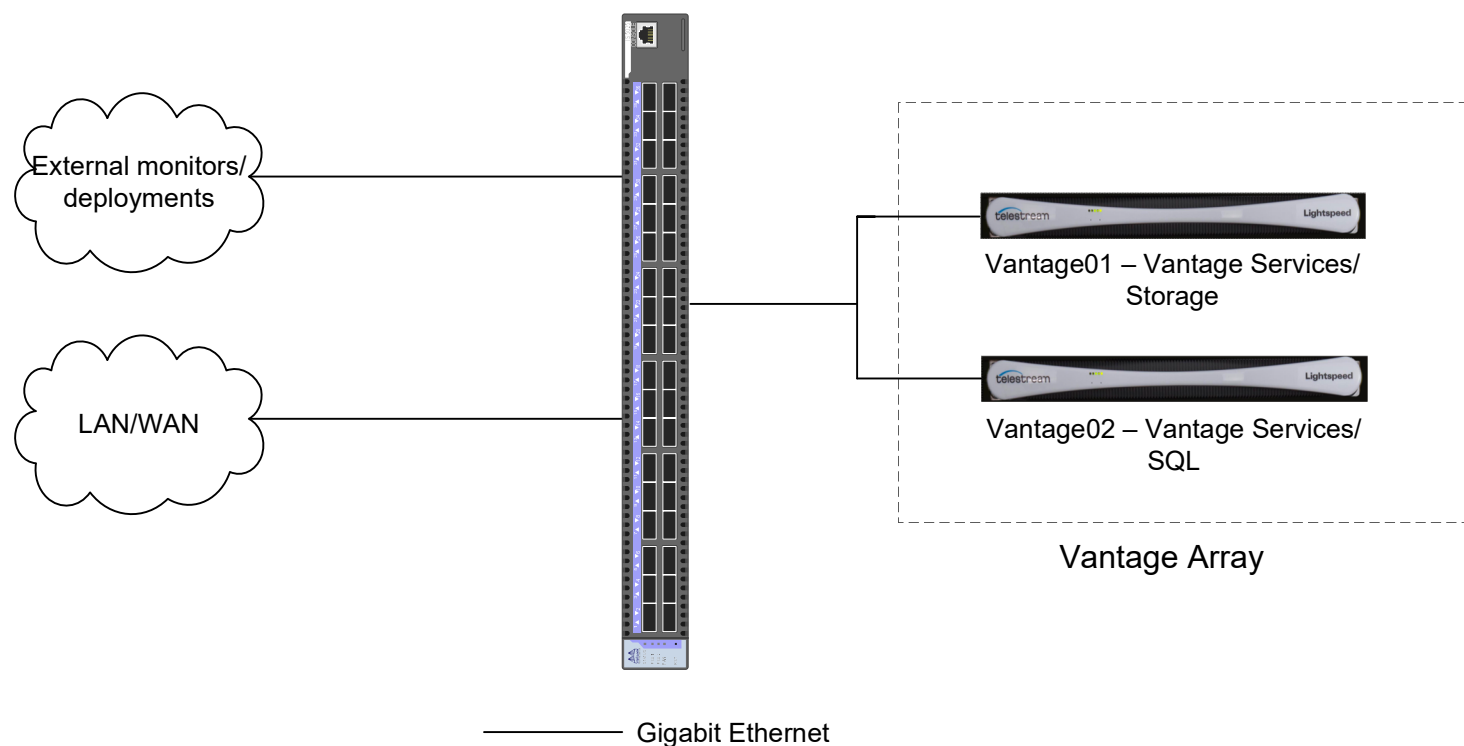 External monitors/
deployments
LAN/WAN
telestream
Lightspeed
Vantage01 – Vantage Services/
Storage
telestream
Lightspeed
Vantage02 – Vantage Services/
SQL
Vantage Array
Gigabit Ethernet